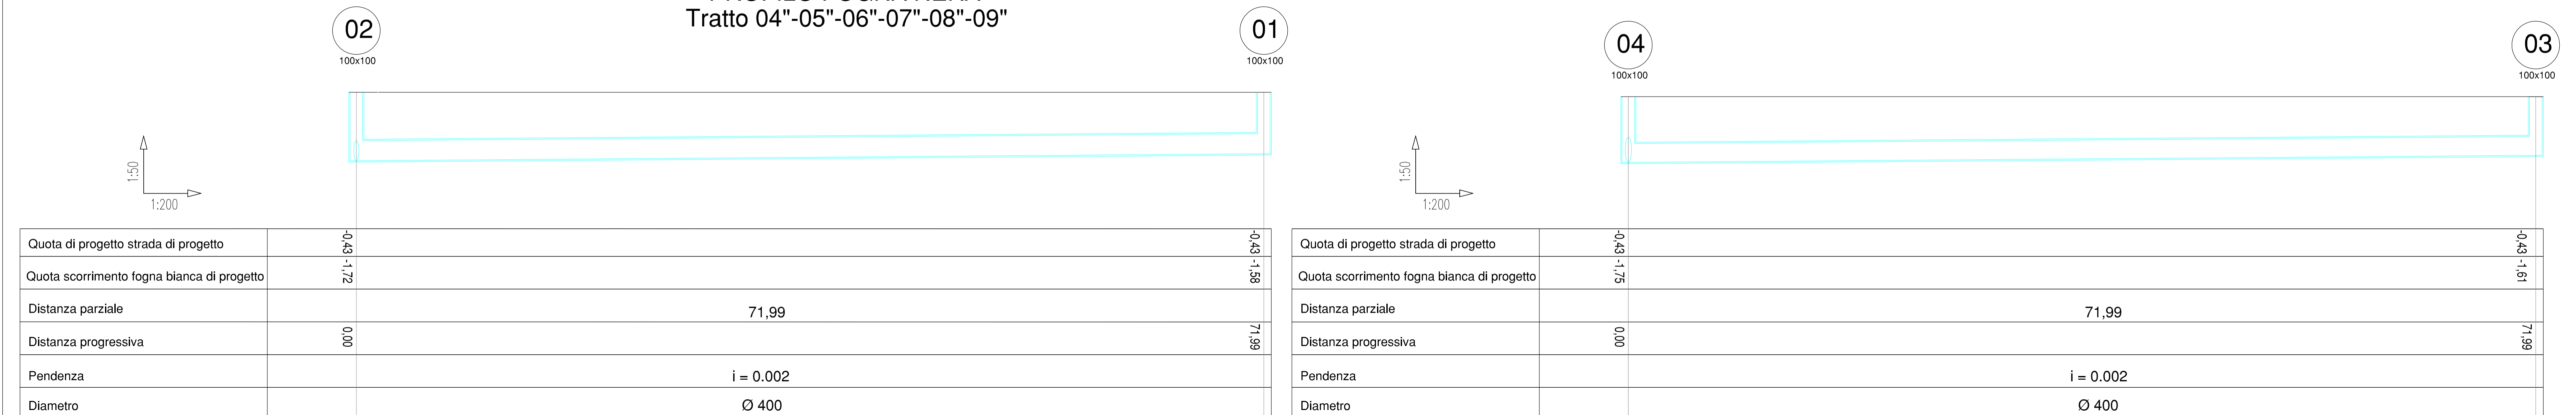 Tratto 04"-05"-06"-07"-08"-09"
02
100x100
01
100x100
1:50
1:200
Quota di progetto strada di progetto
-0,43
-0,43
Quota scorrimento fogna bianca di progetto
-1,72
-1,58
Distanza parziale
71,99
Distanza progressiva
0,00
71,99
Pendenza
i = 0.002
Diametro
Ø 400
04
100x100
03
100x100
1:50
1:200
Quota di progetto strada di progetto
-0,43
-0,43
Quota scorrimento fogna bianca di progetto
-1,75
-1,61
Distanza parziale
71,99
Distanza progressiva
0,00
71,99
Pendenza
i = 0.002
Diametro
Ø 400